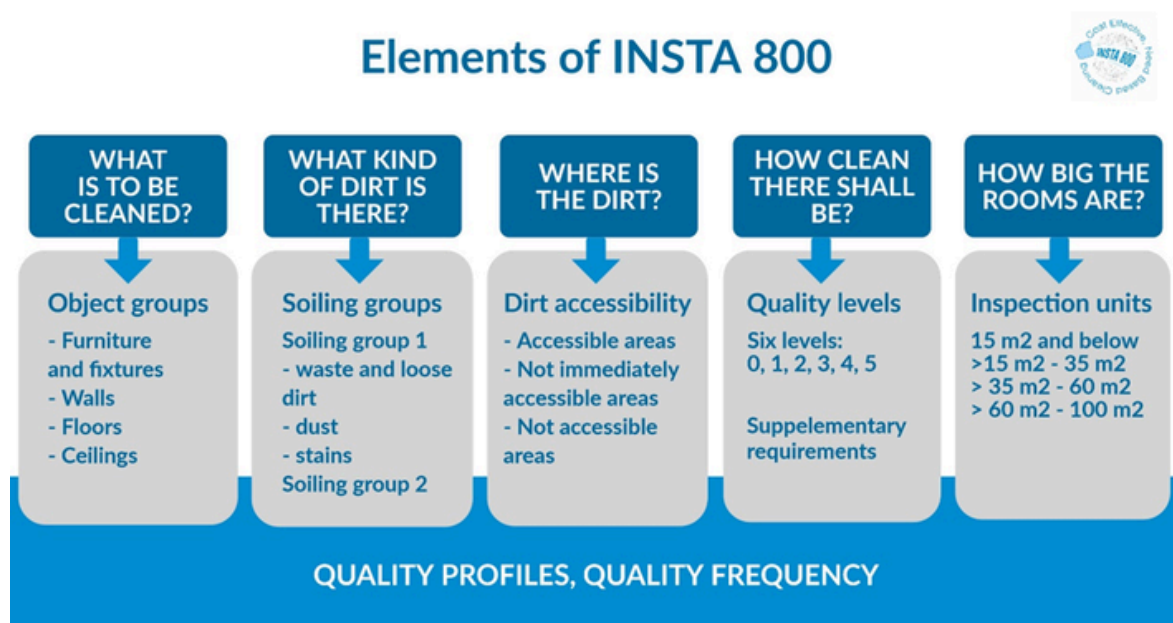 Elements of INSTA 800
Cost Effective, Need Based Cleaning
INSTA 800
WHAT
IS TO BE
CLEANED?
Object groups
- Furniture
and fixtures
- Walls
- Floors
- Ceilings
WHAT KIND
OF DIRT IS
THERE?
Soiling groups
Soiling group 1
- waste and loose
dirt
- dust
- stains
Soiling group 2
WHERE IS
THE DIRT?
Dirt accessibility
- Accessible areas
- Not immediately
accessible areas
- Not accessible
areas
HOW CLEAN
THERE SHALL
BE?
Quality levels
Six levels:
0, 1, 2, 3, 4, 5
Suppelementary
requirements
HOW BIG THE
ROOMS ARE?
Inspection units
15 m2 and below
>15 m2 - 35 m2
> 35 m2 - 60 m2
> 60 m2 - 100 m2
QUALITY PROFILES, QUALITY FREQUENCY